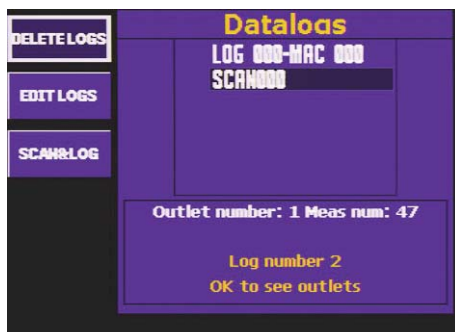 DELETE LOGS
EDIT LOGS
SCAN&LOG
Datalogs
LOG 000-MAC 000
SCAN000
Outlet number: 1 Meas num: 47
Log number 2
OK to see outlets